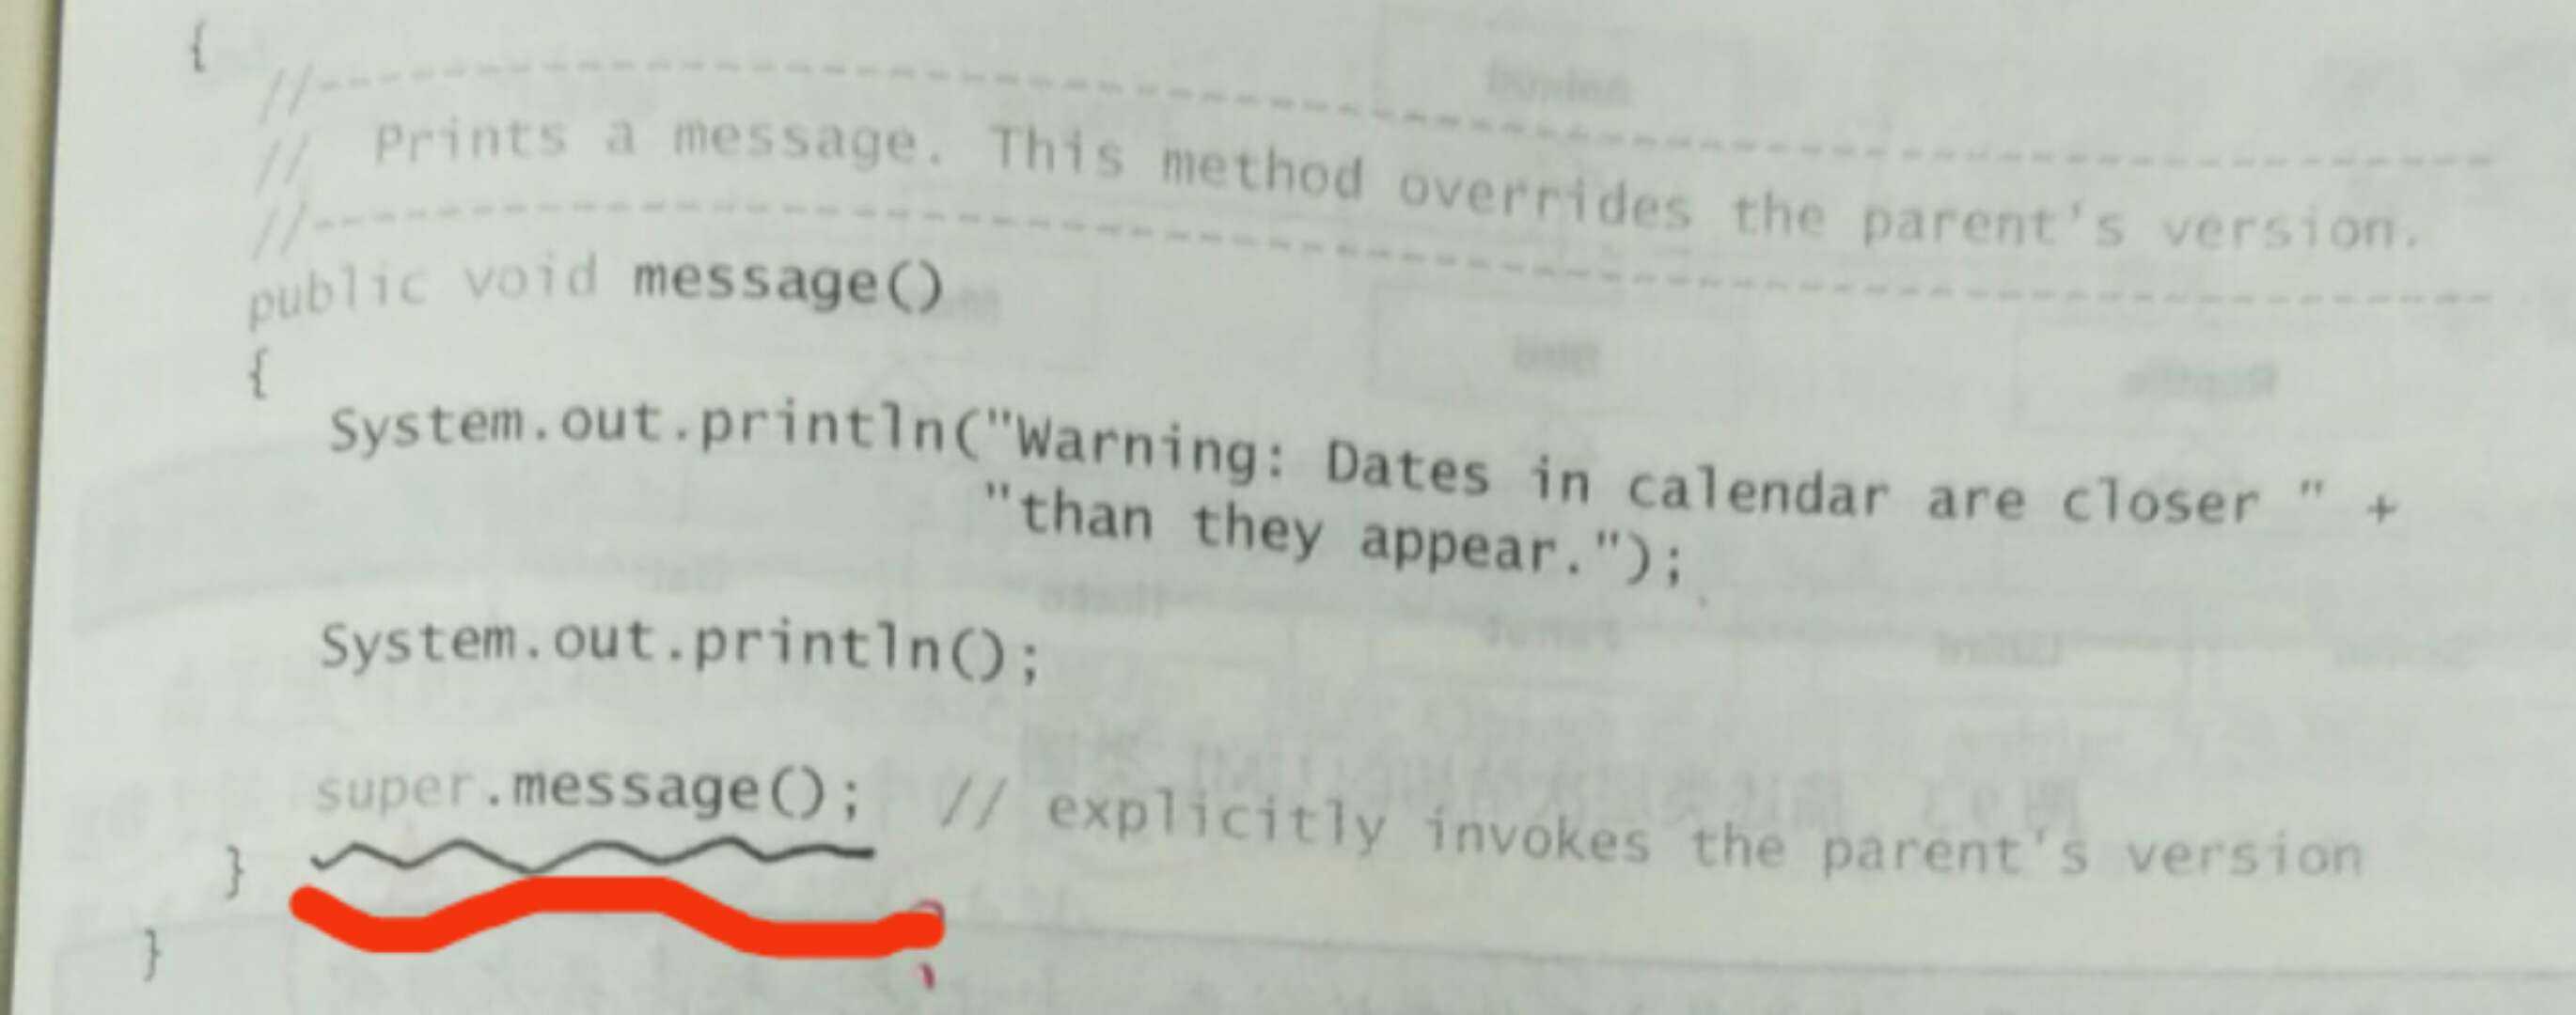 {
//----------------------------------------------------------------
// Prints a message. This method overrides the parent's version.
//----------------------------------------------------------------
public void message()
{
System.out.println("Warning: Dates in calendar are closer " +
"than they appear.");
System.out.println();
super.message(); // explicitly invokes the parent's version
}
}